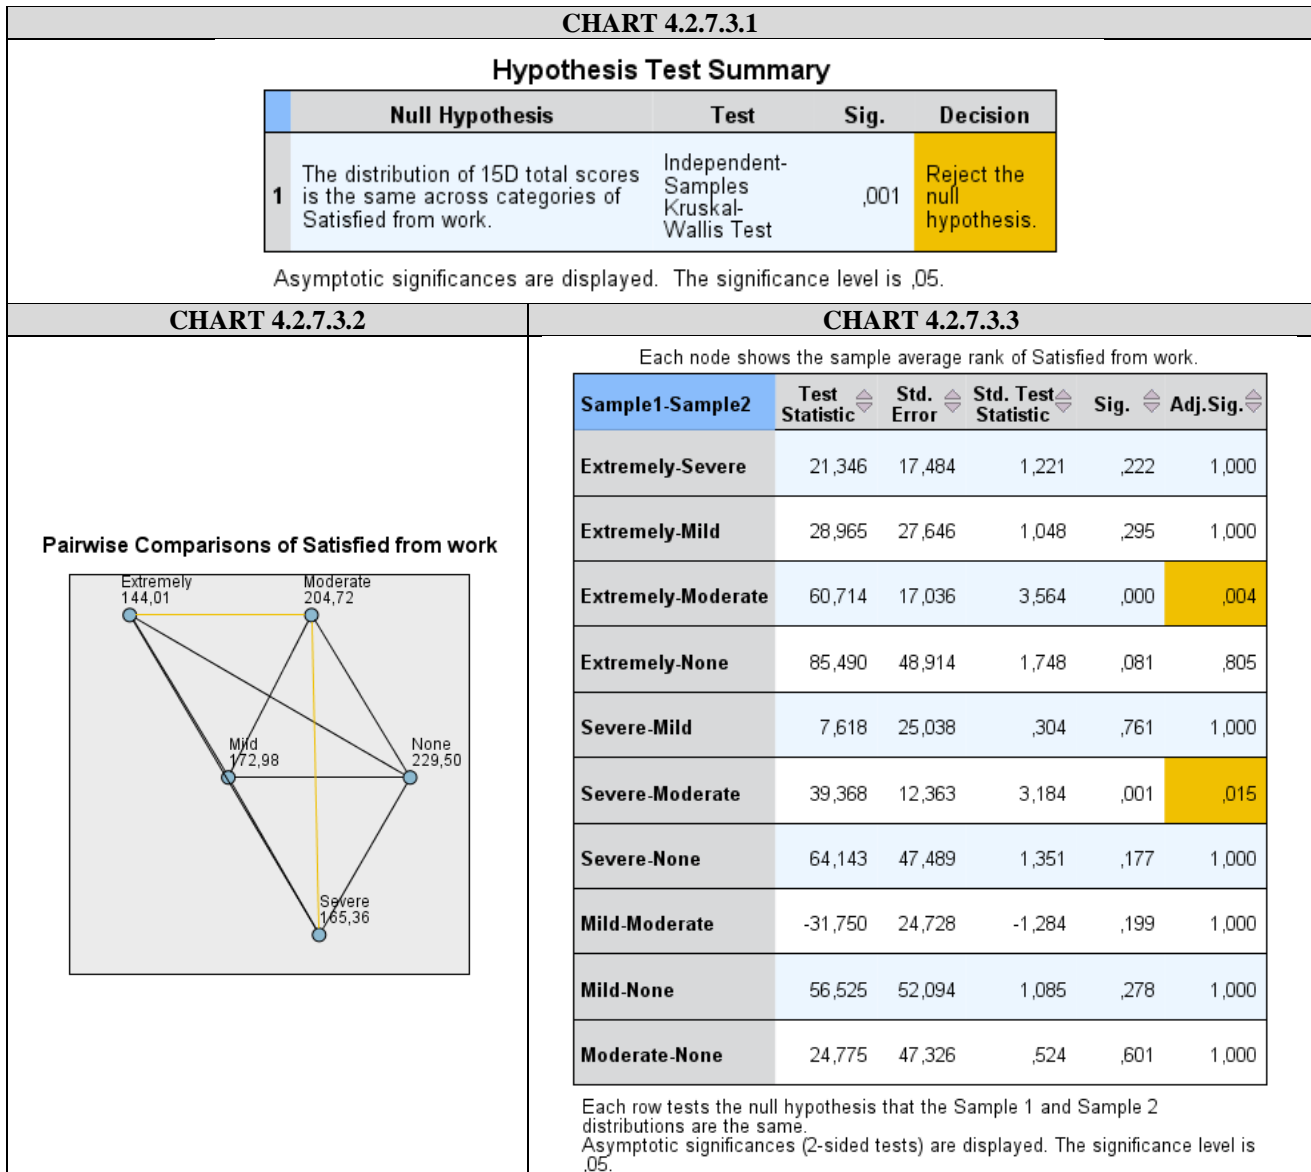 CHART 4.2.7.3.1
Hypothesis Test Summary
Null Hypothesis Test Sig. Decision
1 The distribution of 15D total scores is the same across categories of Satisfied from work. Independent-Samples Kruskal-Wallis Test ,001 Reject the null hypothesis.
Asymptotic significances are displayed. The significance level is ,05.
CHART 4.2.7.3.2
Pairwise Comparisons of Satisfied from work
Extremely
144,01
Moderate
204,72
Mild
172,98
None
229,50
Severe
165,36
CHART 4.2.7.3.3
Each node shows the sample average rank of Satisfied from work.
Sample1-Sample2 Test Statistic Std. Error Std. Test Statistic Sig. Adj.Sig.
Extremely-Severe 21,346 17,484 1,221 ,222 1,000
Extremely-Mild 28,965 27,646 1,048 ,295 1,000
Extremely-Moderate 60,714 17,036 3,564 ,000 ,004
Extremely-None 85,490 48,914 1,748 ,081 ,805
Severe-Mild 7,618 25,038 ,304 ,761 1,000
Severe-Moderate 39,368 12,363 3,184 ,001 ,015
Severe-None 64,143 47,489 1,351 ,177 1,000
Mild-Moderate -31,750 24,728 -1,284 ,199 1,000
Mild-None 56,525 52,094 1,085 ,278 1,000
Moderate-None 24,775 47,326 ,524 ,601 1,000
Each row tests the null hypothesis that the Sample 1 and Sample 2
distributions are the same.
Asymptotic significances (2-sided tests) are displayed. The significance level is
,05.